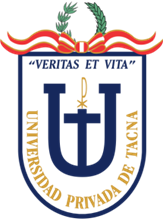 "VERITAS ET VITA"
UNIVERSIDAD PRIVADA DE TACNA